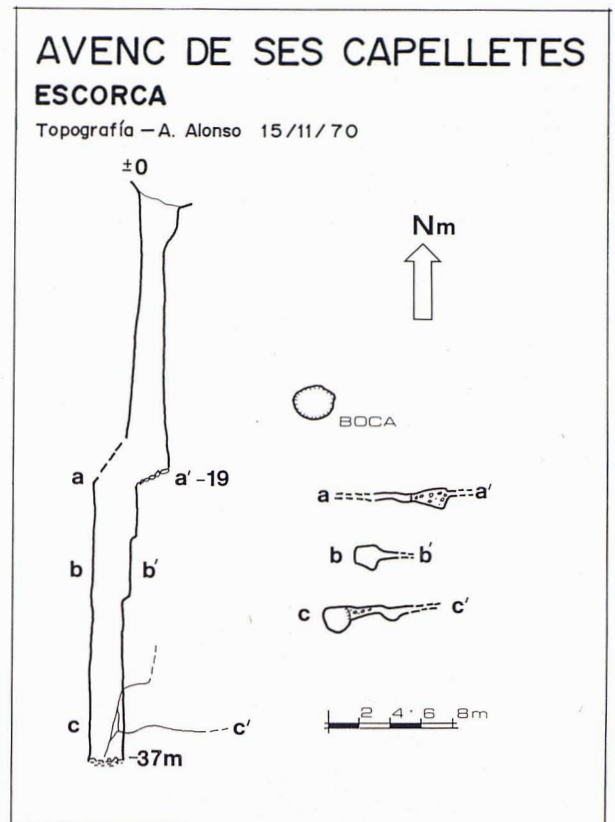 AVENC DE SES CAPELLETES
ESCORCA
Topografía — A. Alonso 15/11/70
±0
Nm
BOCA
a a' -19
a a'
b b'
b b'
c c'
c c'
2 4 6 8m
-37m